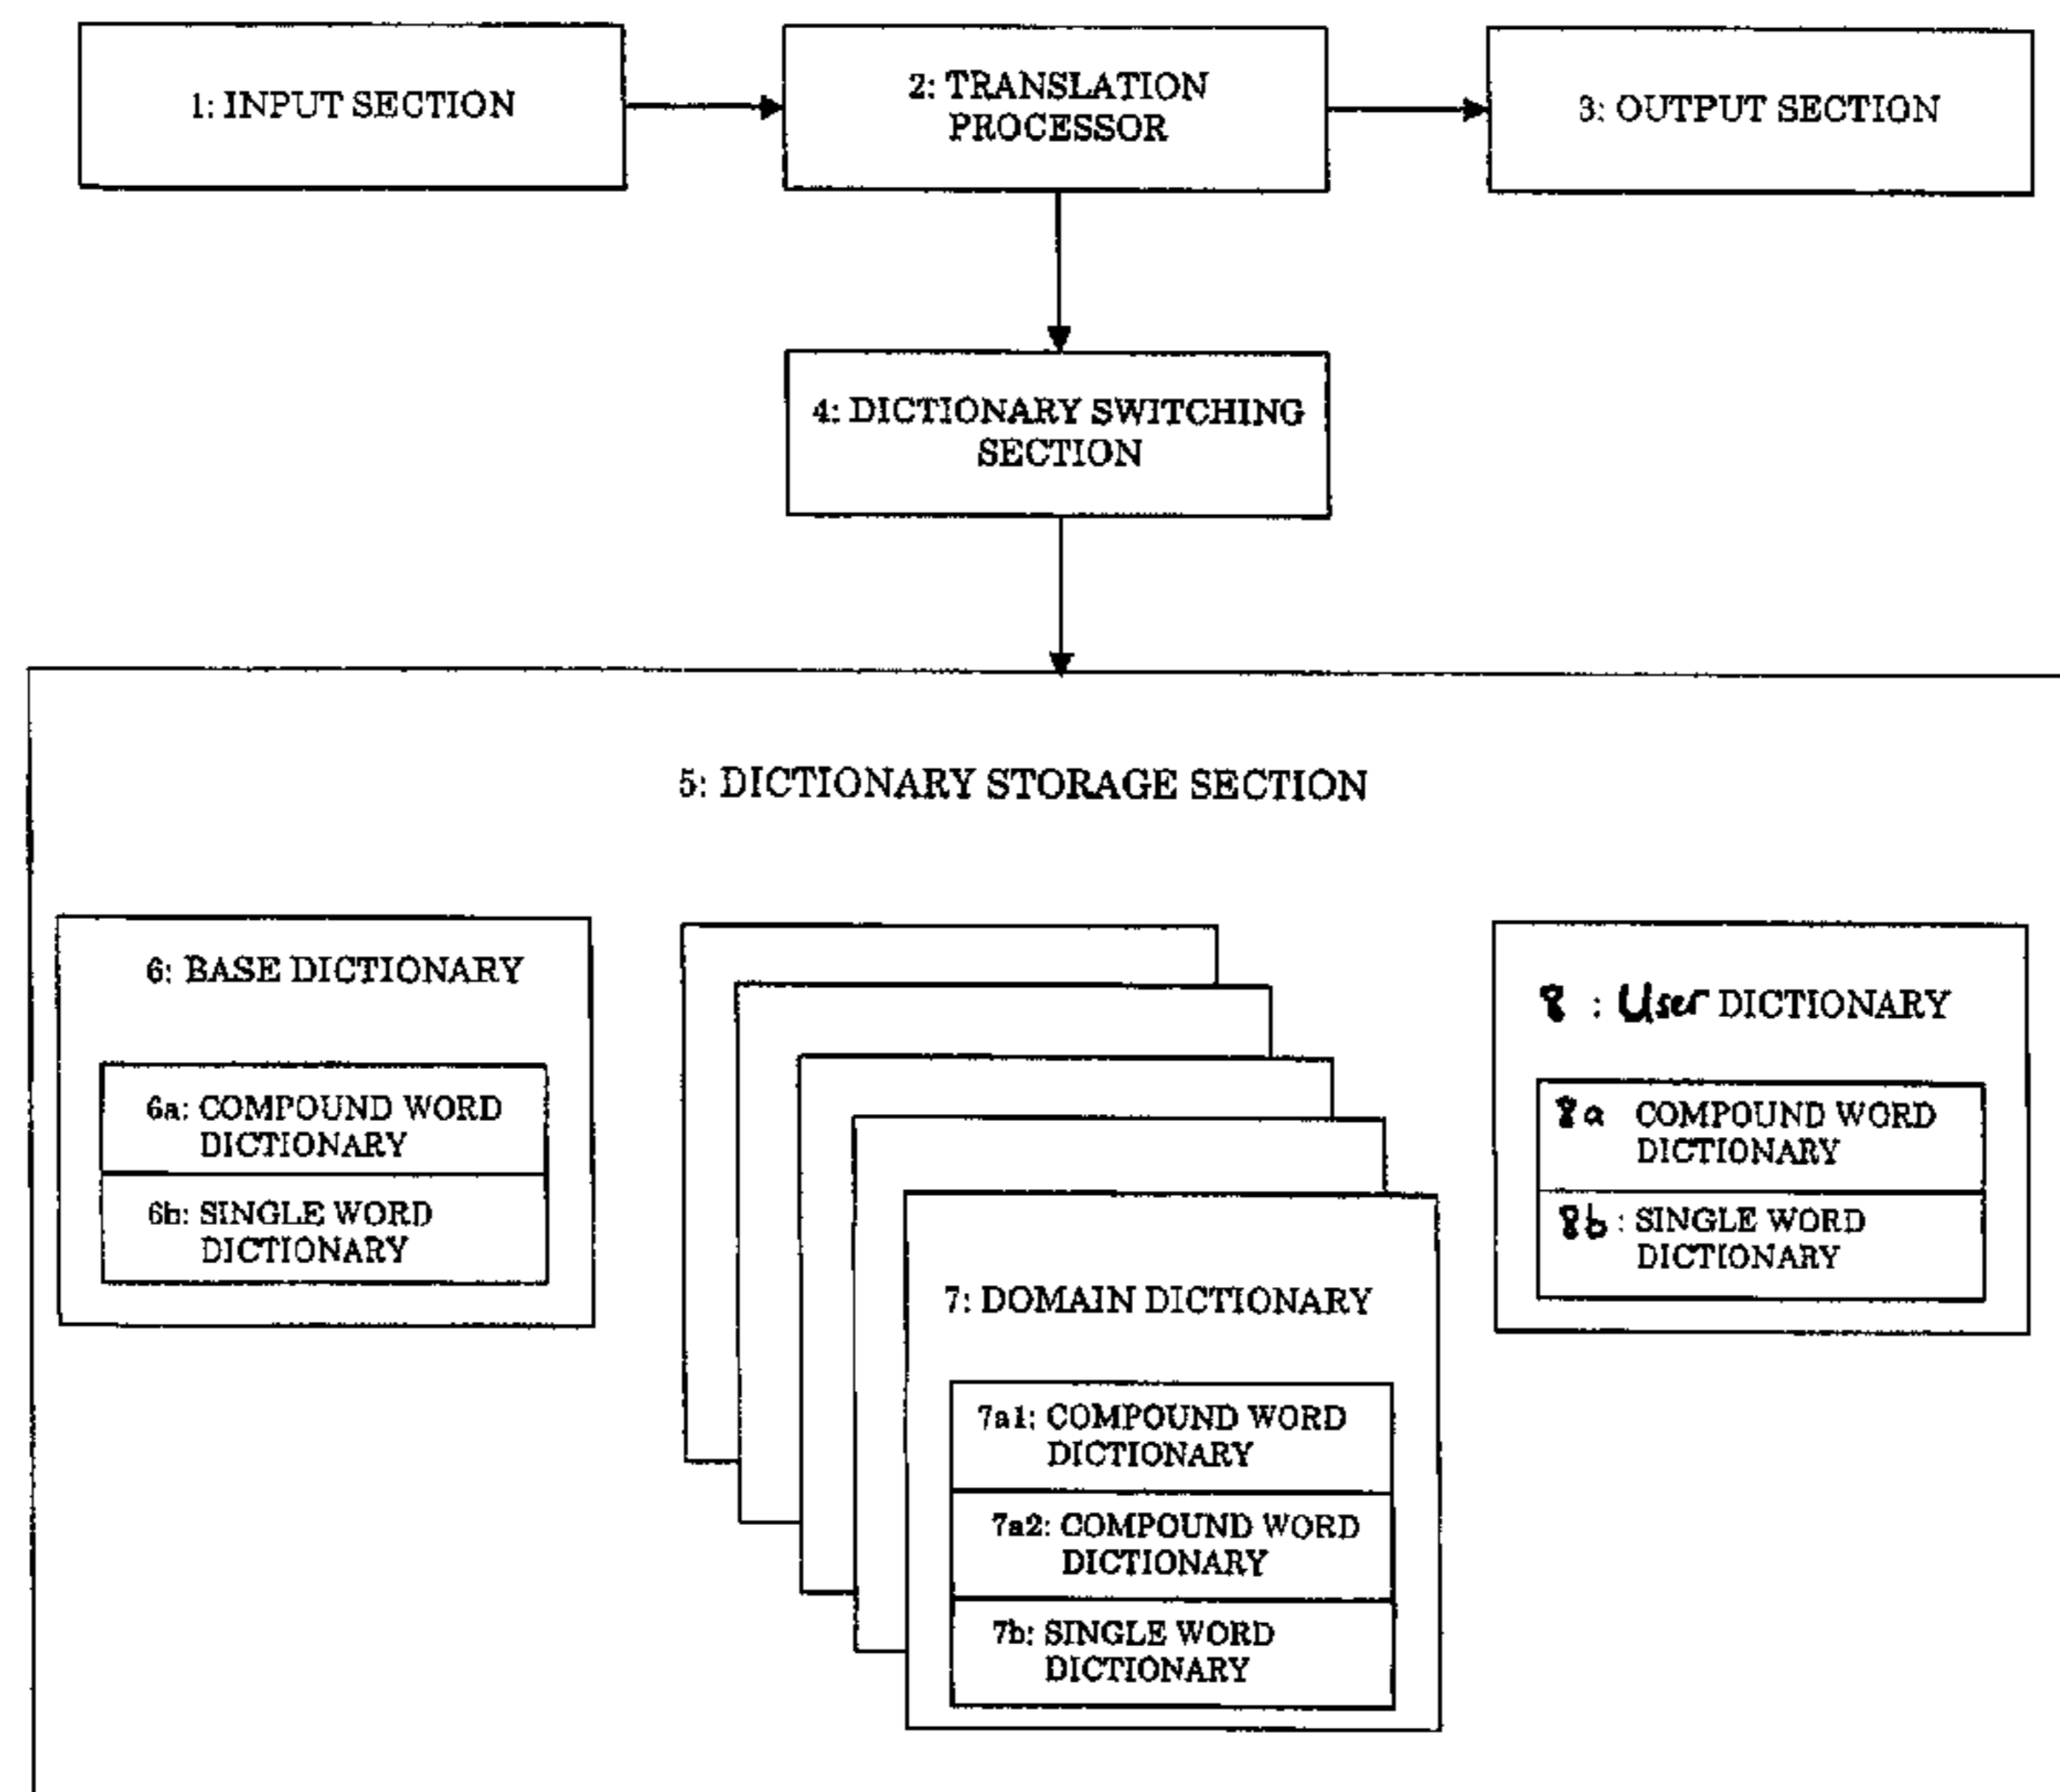 1: INPUT SECTION
2: TRANSLATION
PROCESSOR
3: OUTPUT SECTION
4: DICTIONARY SWITCHING
SECTION
5: DICTIONARY STORAGE SECTION
6: BASE DICTIONARY
6a: COMPOUND WORD
DICTIONARY
6b: SINGLE WORD
DICTIONARY
7: DOMAIN DICTIONARY
7a1: COMPOUND WORD
DICTIONARY
7a2: COMPOUND WORD
DICTIONARY
7b: SINGLE WORD
DICTIONARY
8 : User DICTIONARY
8a COMPOUND WORD
DICTIONARY
8b : SINGLE WORD
DICTIONARY